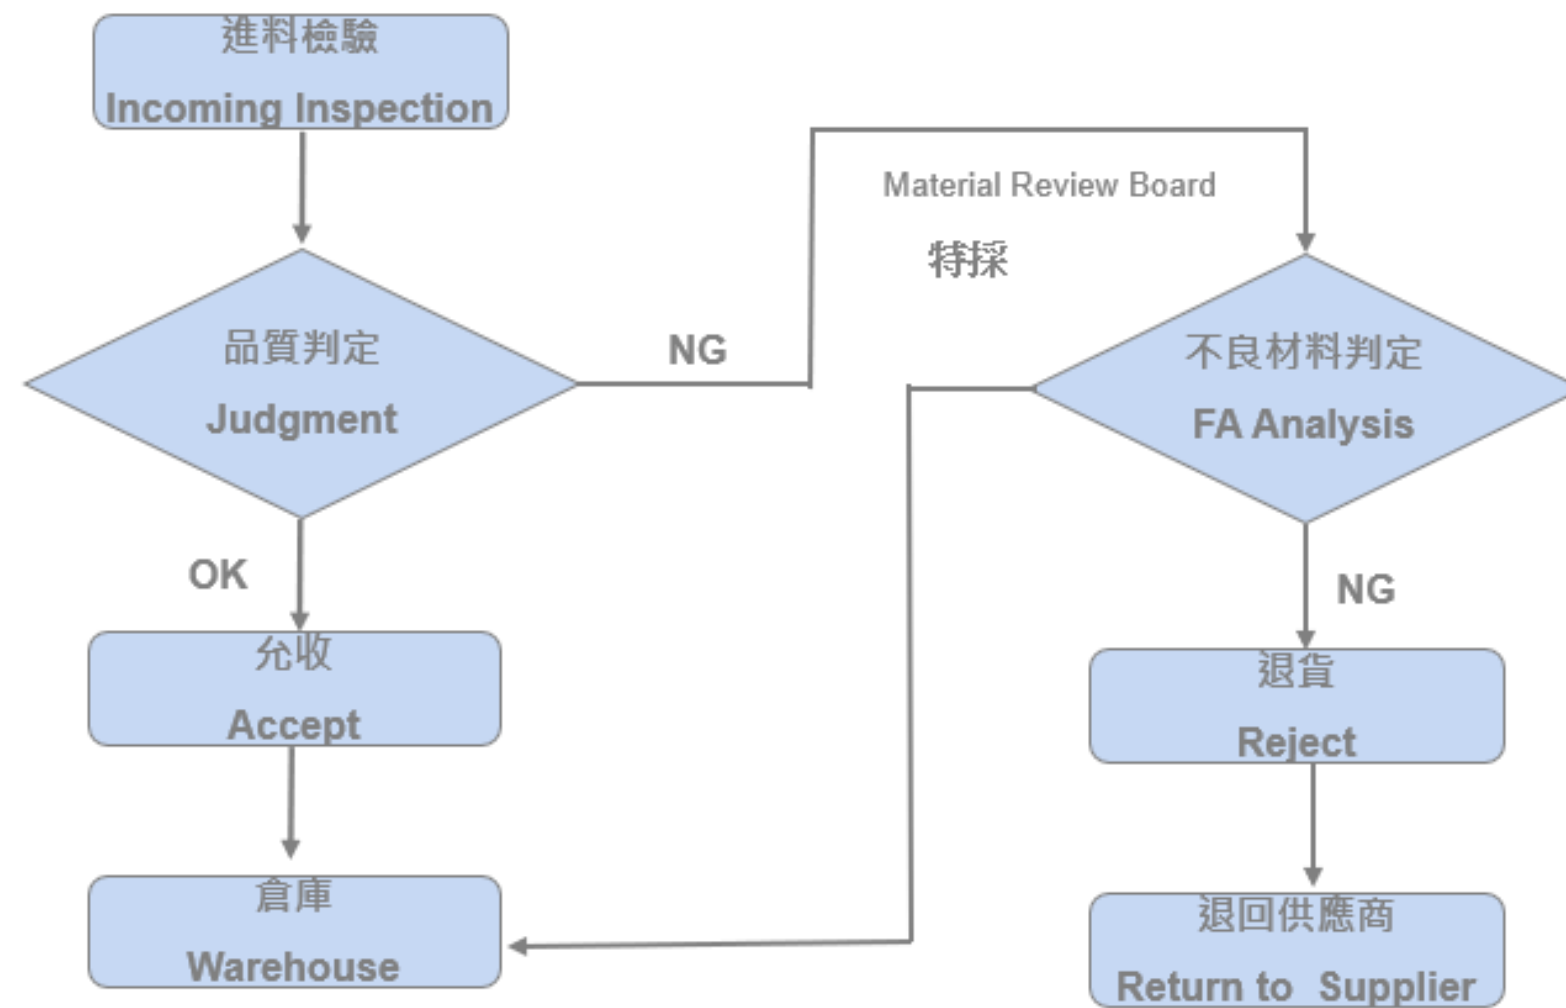 進料檢驗
Incoming Inspection
Material Review Board
特採
品質判定
Judgment
NG
不良材料判定
FA Analysis
OK
NG
允收
Accept
退貨
Reject
倉庫
Warehouse
退回供應商
Return to Supplier